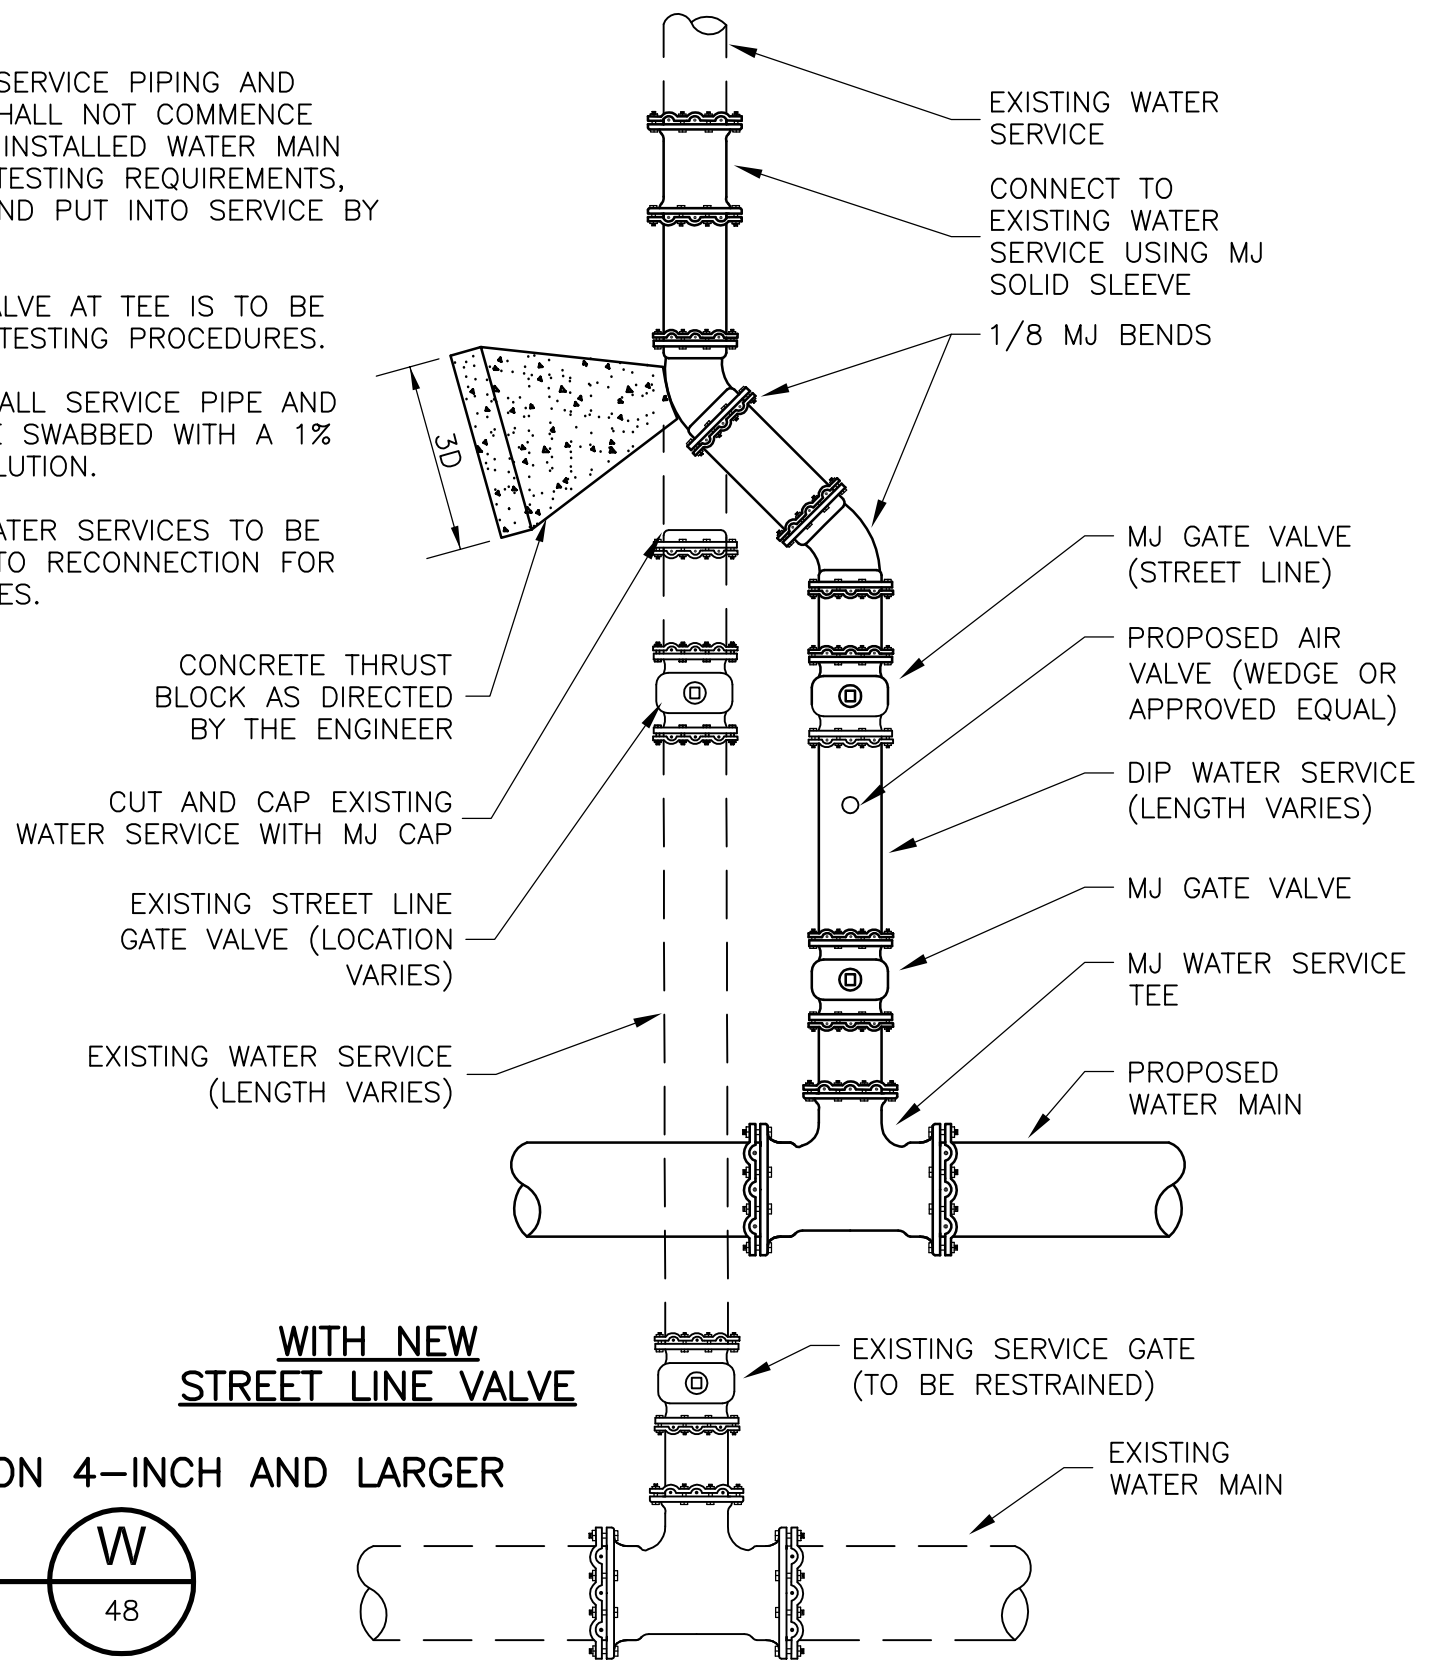 SERVICE PIPING AND
HALL NOT COMMENCE
INSTALLED WATER MAIN
TESTING REQUIREMENTS,
ND PUT INTO SERVICE BY
ALVE AT TEE IS TO BE
TESTING PROCEDURES.
ALL SERVICE PIPE AND
E SWABBED WITH A 1%
LUTION.
ATER SERVICES TO BE
TO RECONNECTION FOR
ES.
3D
CONCRETE THRUST
BLOCK AS DIRECTED
BY THE ENGINEER
CUT AND CAP EXISTING
WATER SERVICE WITH MJ CAP
EXISTING STREET LINE
GATE VALVE (LOCATION
VARIES)
EXISTING WATER SERVICE
(LENGTH VARIES)
EXISTING WATER
SERVICE
CONNECT TO
EXISTING WATER
SERVICE USING MJ
SOLID SLEEVE
1/8 MJ BENDS
MJ GATE VALVE
(STREET LINE)
PROPOSED AIR
VALVE (WEDGE OR
APPROVED EQUAL)
DIP WATER SERVICE
(LENGTH VARIES)
MJ GATE VALVE
MJ WATER SERVICE
TEE
PROPOSED
WATER MAIN
EXISTING SERVICE GATE
(TO BE RESTRAINED)
EXISTING
WATER MAIN
WITH NEW
STREET LINE VALVE
ON 4-INCH AND LARGER
W
48